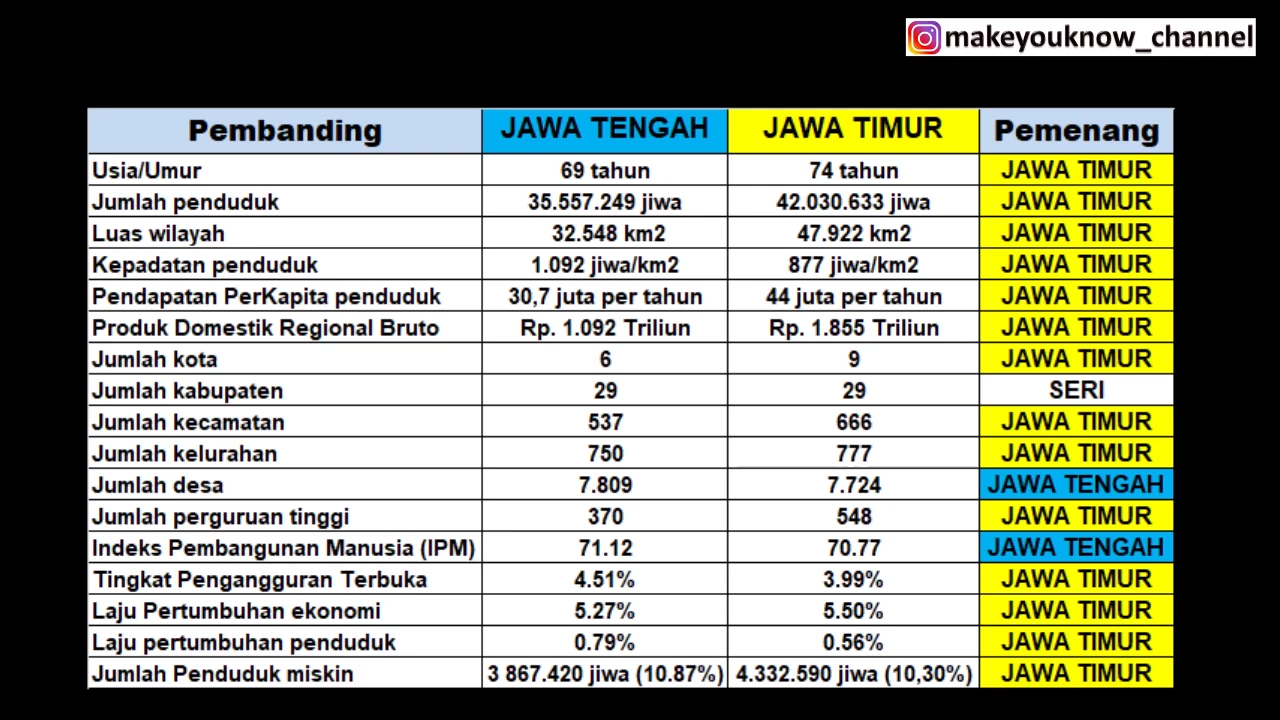 makeyouknow_channel
Pembanding JAWA TENGAH JAWA TIMUR Pemenang
Usia/Umur 69 tahun 74 tahun JAWA TIMUR
Jumlah penduduk 35.557.249 jiwa 42.030.633 jiwa JAWA TIMUR
Luas wilayah 32.548 km2 47.922 km2 JAWA TIMUR
Kepadatan penduduk 1.092 jiwa/km2 877 jiwa/km2 JAWA TIMUR
Pendapatan PerKapita penduduk 30,7 juta per tahun 44 juta per tahun JAWA TIMUR
Produk Domestik Regional Bruto Rp. 1.092 Triliun Rp. 1.855 Triliun JAWA TIMUR
Jumlah kota 6 9 JAWA TIMUR
Jumlah kabupaten 29 29 SERI
Jumlah kecamatan 537 666 JAWA TIMUR
Jumlah kelurahan 750 777 JAWA TIMUR
Jumlah desa 7.809 7.724 JAWA TENGAH
Jumlah perguruan tinggi 370 548 JAWA TIMUR
Indeks Pembangunan Manusia (IPM) 71.12 70.77 JAWA TENGAH
Tingkat Pengangguran Terbuka 4.51% 3.99% JAWA TIMUR
Laju Pertumbuhan ekonomi 5.27% 5.50% JAWA TIMUR
Laju pertumbuhan penduduk 0.79% 0.56% JAWA TIMUR
Jumlah Penduduk miskin 3 867.420 jiwa (10.87%) 4.332.590 jiwa (10,30%) JAWA TIMUR